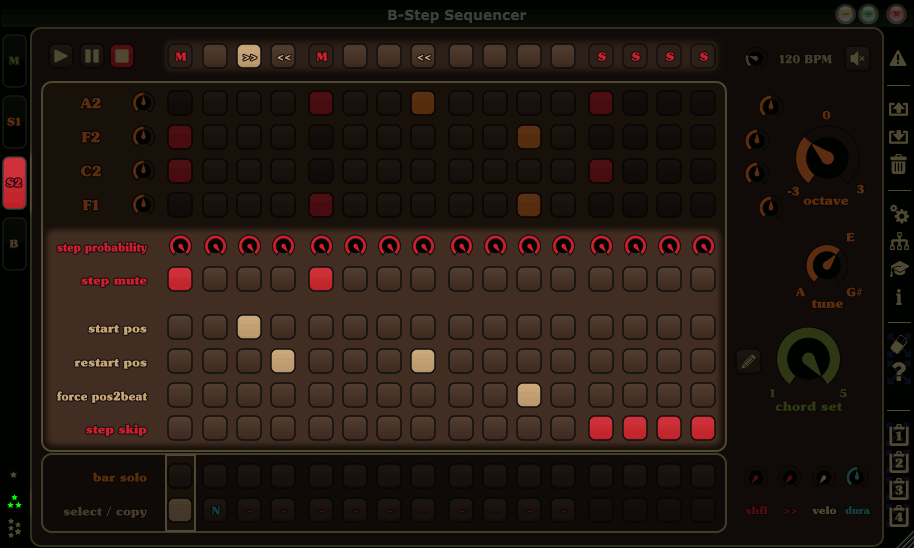 B-Step Sequencer
M >> << M << S S S S 120 BPM
M
S1
S2
B
A2
F2
C2
F1
0
-3 3
octave
E
A G#
tune
step probability
step mute
start pos
restart pos
force pos2beat
step skip
1 5
chord set
bar solo
select / copy N - - - - - - - - - - - - - -
shfl >> velo dura
i
?
1
2
3
4